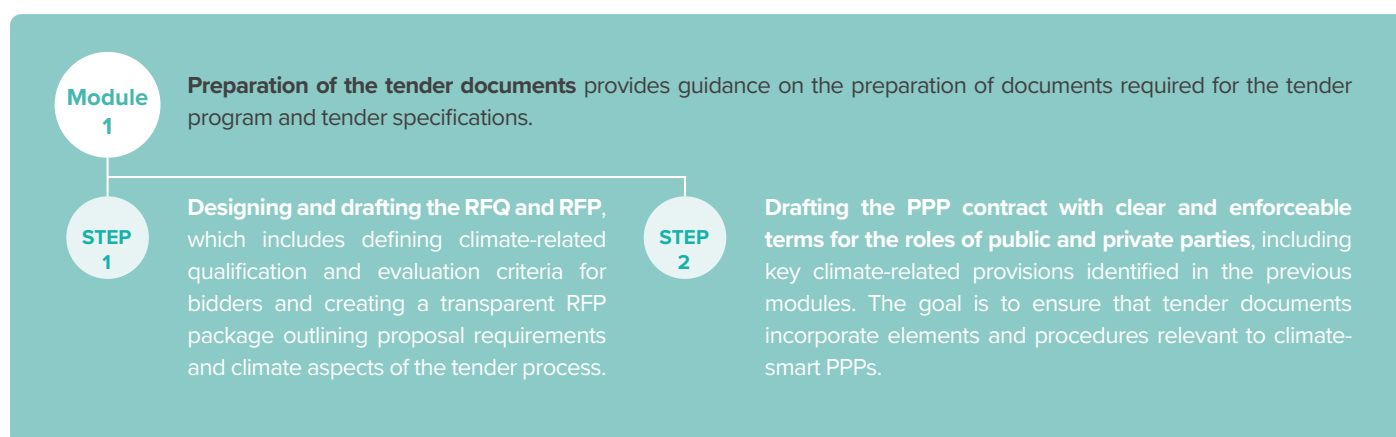 Module
1
Preparation of the tender documents provides guidance on the preparation of documents required for the tender
program and tender specifications.
STEP
1
Designing and drafting the RFQ and RFP,
which includes defining climate-related
qualification and evaluation criteria for
bidders and creating a transparent RFP
package outlining proposal requirements
and climate aspects of the tender process.
STEP
2
Drafting the PPP contract with clear and enforceable
terms for the roles of public and private parties, including
key climate-related provisions identified in the previous
modules. The goal is to ensure that tender documents
incorporate elements and procedures relevant to climate-
smart PPPs.